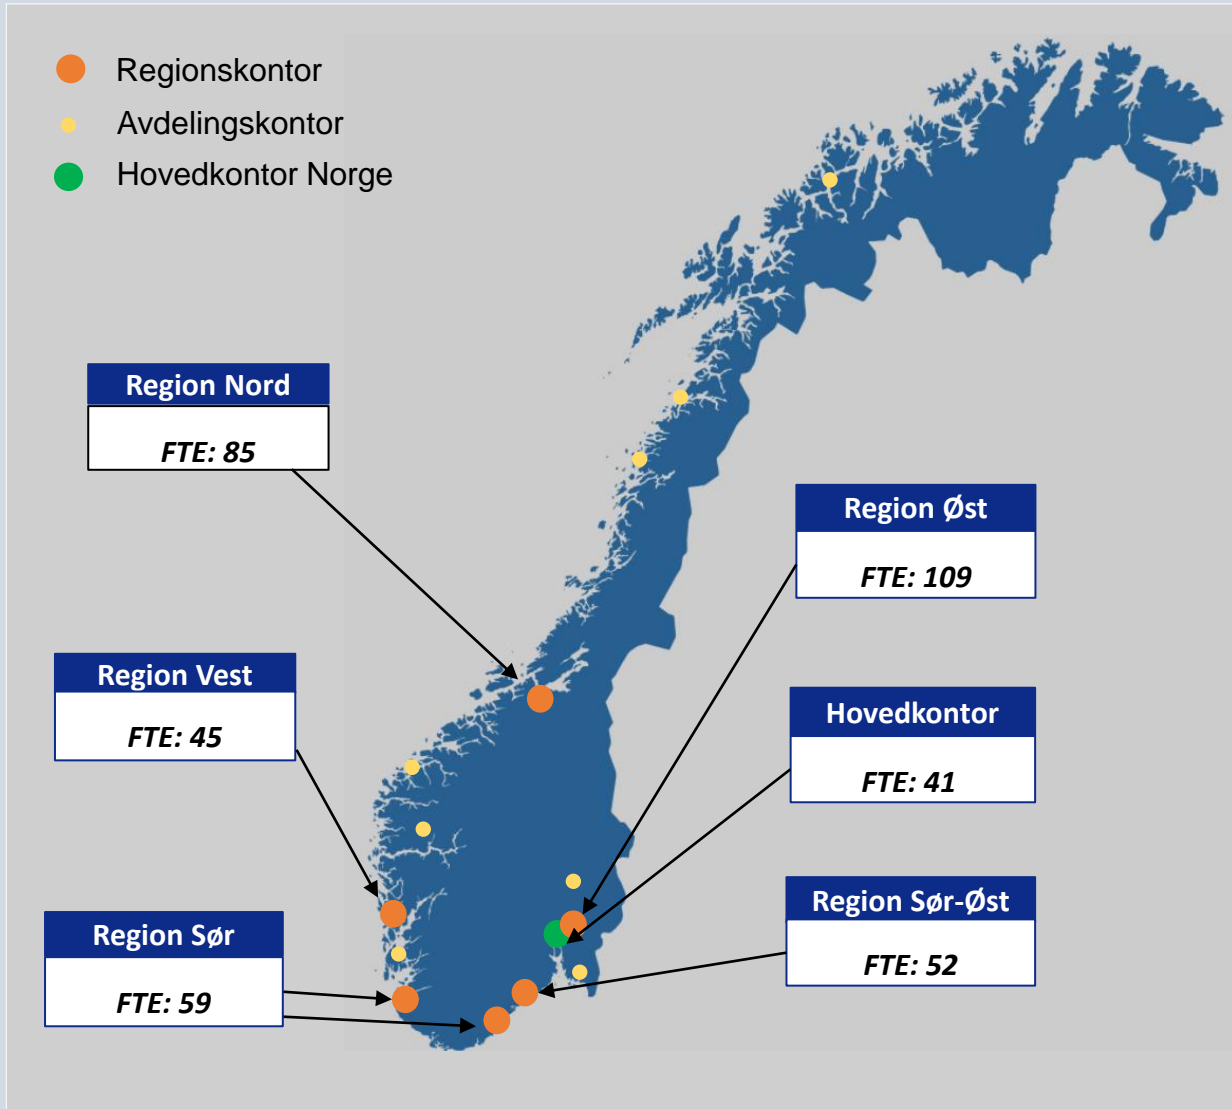 Regionskontor
Avdelingskontor
Hovedkontor Norge
Region Nord
FTE: 85
Region Øst
FTE: 109
Region Vest
FTE: 45
Hovedkontor
FTE: 41
Region Sør-Øst
FTE: 52
Region Sør
FTE: 59